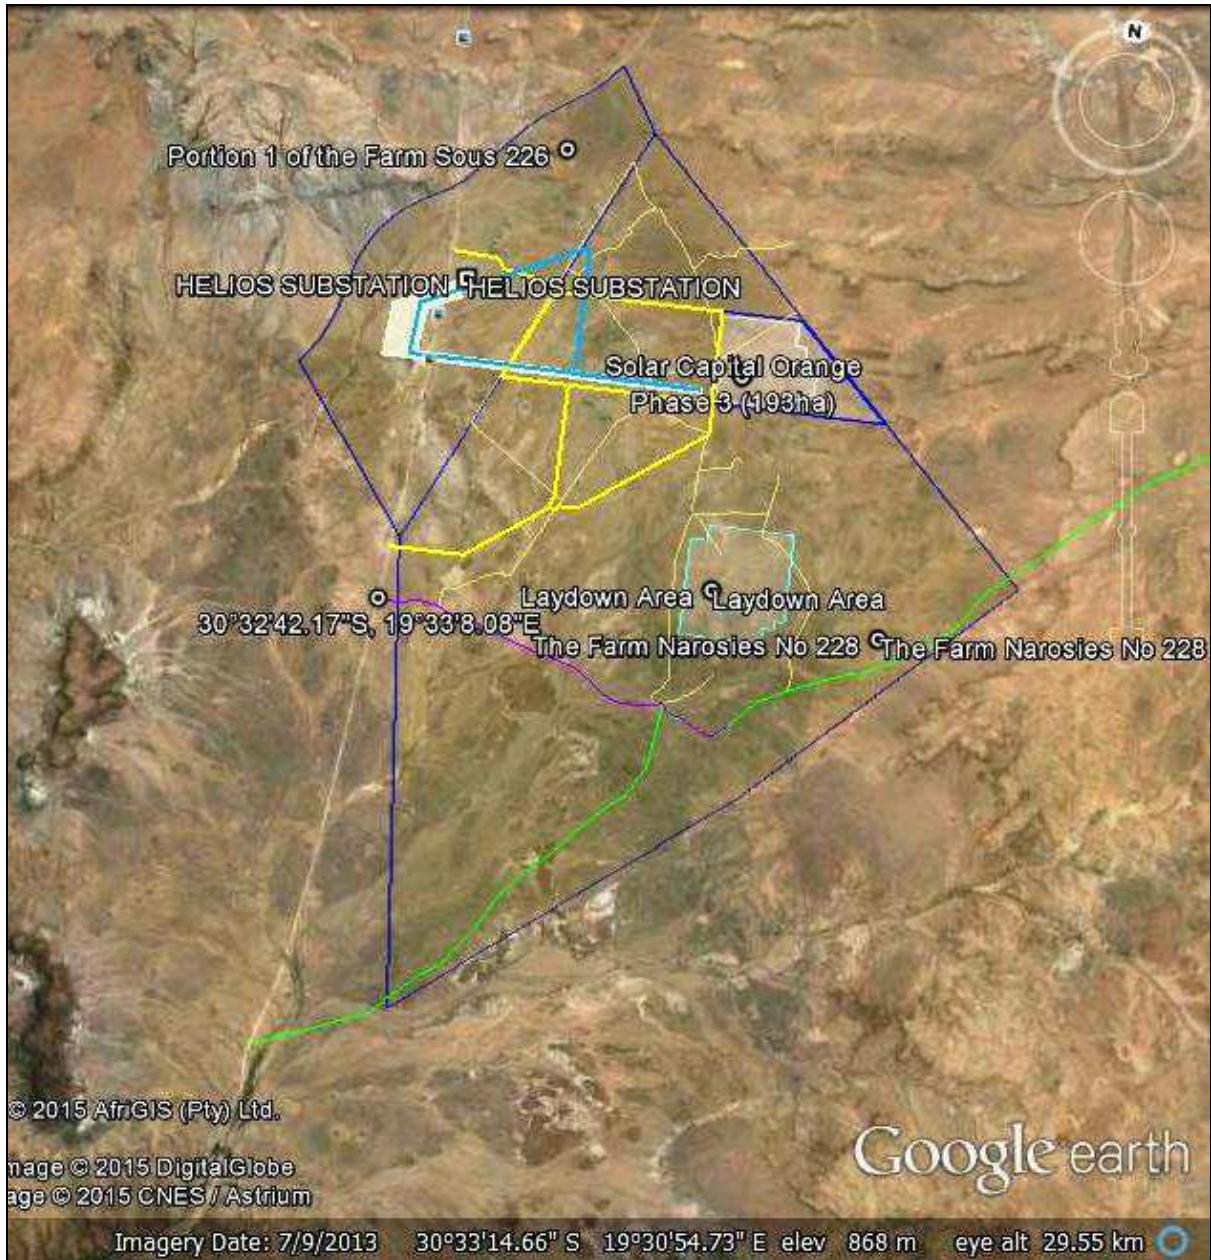 N
Portion 1 of the Farm Sous 226
HELIOS SUBSTATION HELIOS SUBSTATION
Solar Capital Orange
Phase 3 (193ha)
Laydown Area Laydown Area
30°32'42.17"S, 19°33'8.08"E
The Farm Narosies No 228 The Farm Narosies No 228
© 2015 AfriGIS (Pty) Ltd.
mage © 2015 DigitalGlobe
age © 2015 CNES / Astrium
Google earth
Imagery Date: 7/9/2013 30°33'14.66" S 19°30'54.73" E elev 868 m eye alt 29.55 km